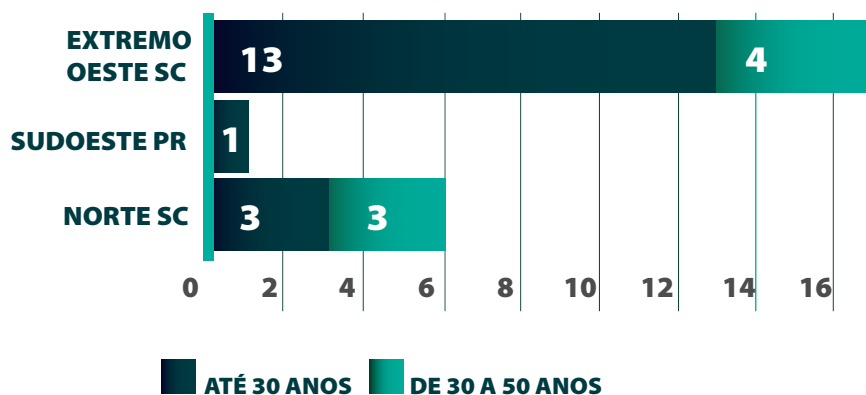 EXTREMO
OESTE SC
13 4
SUDOESTE PR 1
NORTE SC 3 3
0 2 4 6 8 10 12 14 16
ATÉ 30 ANOS DE 30 A 50 ANOS